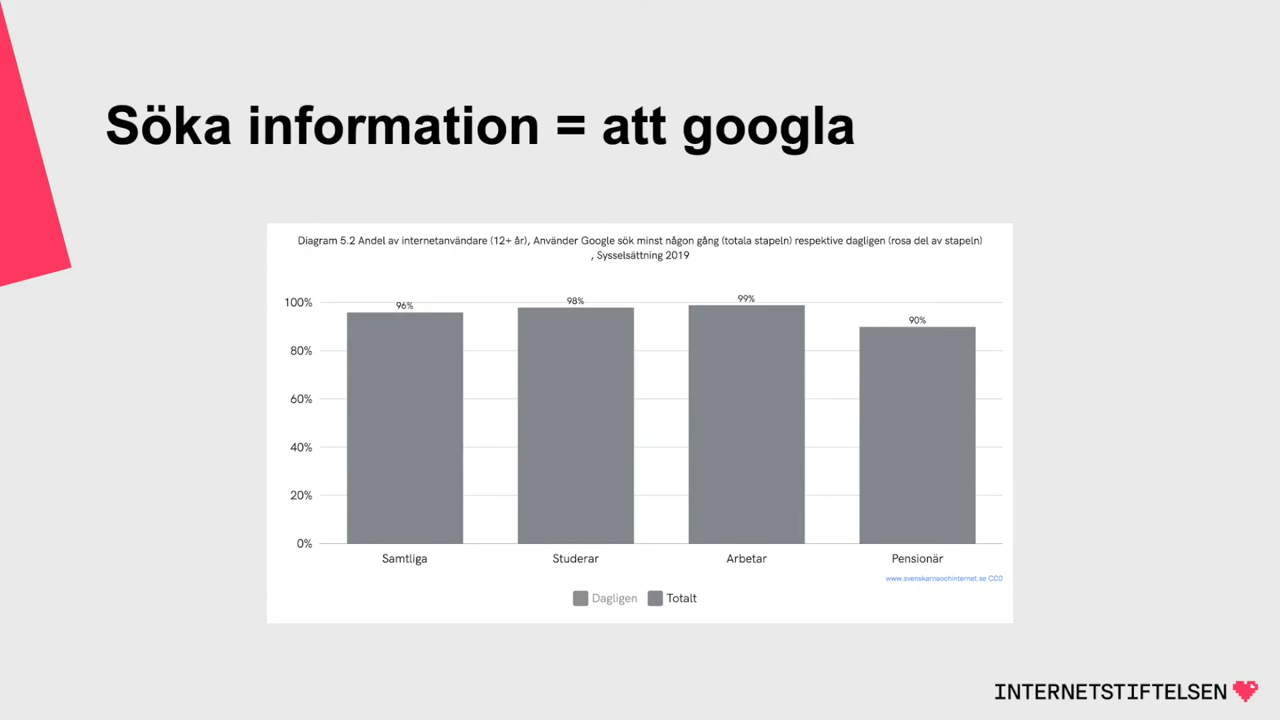 Söka information = att googla
Diagram 5.2 Andel av internetanvändare (12+ år), Använder Google sök minst någon gång (totala stapeln) respektive dagligen (rosa del av stapeln)
, Sysselsättning 2019
100%
80%
60%
40%
20%
0%
96%
98%
99%
90%
Samtliga
Studerar
Arbetar
Pensionär
www.svenskarnaochinternet.se CC0
Dagligen
Totalt
INTERNETSTIFTELSEN